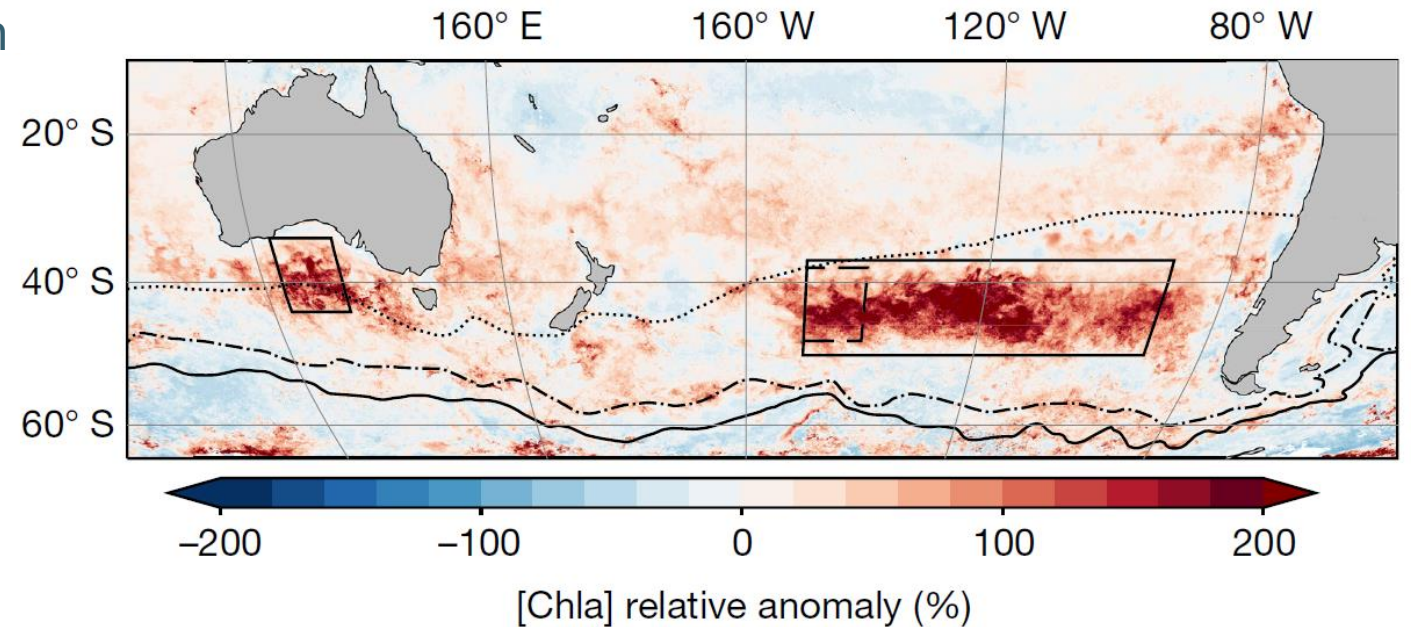 160° E 160° W 120° W 80° W
20° S
40° S
60° S
−200 −100 0 100 200
[Chla] relative anomaly (%)